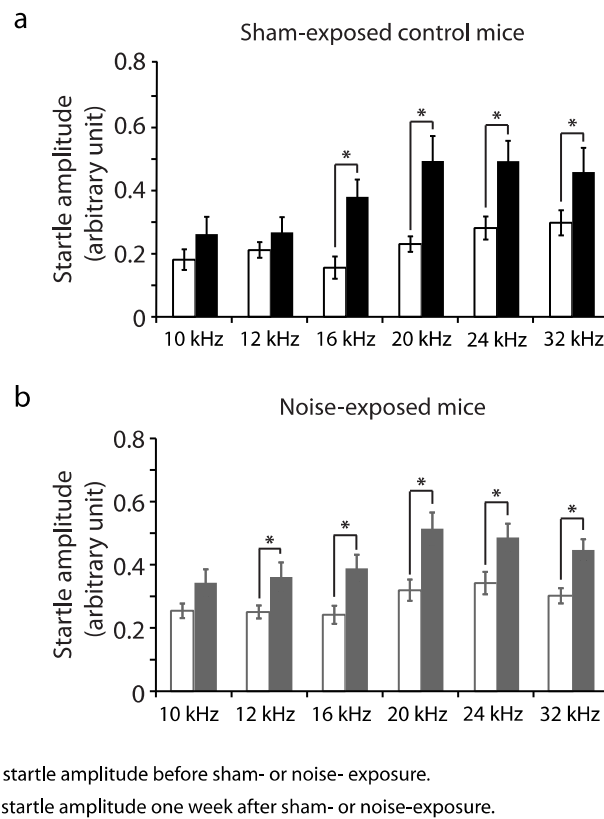 a
Sham-exposed control mice
Startle amplitude
(arbitrary unit)
0.8
0.6
0.4
0.2
0
* * * *
10 kHz 12 kHz 16 kHz 20 kHz 24 kHz 32 kHz
b
Noise-exposed mice
Startle amplitude
(arbitrary unit)
0.8
0.6
0.4
0.2
0
* * * * *
10 kHz 12 kHz 16 kHz 20 kHz 24 kHz 32 kHz
startle amplitude before sham- or noise- exposure.
startle amplitude one week after sham- or noise-exposure.